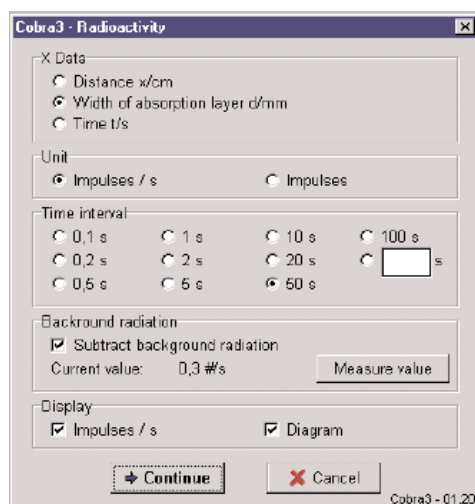 Cobra3 - Radioactivity
X Data
Distance x/cm
Width of absorption layer d/mm
Time t/s
Unit
Impulses / s Impulses
Time interval
0,1 s 1 s 10 s 100 s
0,2 s 2 s 20 s s
0,5 s 5 s 50 s
Backround radiation
Subtract background radiation
Current value: 0,3 #/s Measure value
Display
Impulses / s Diagram
Continue Cancel
Cobra3 - 01.20